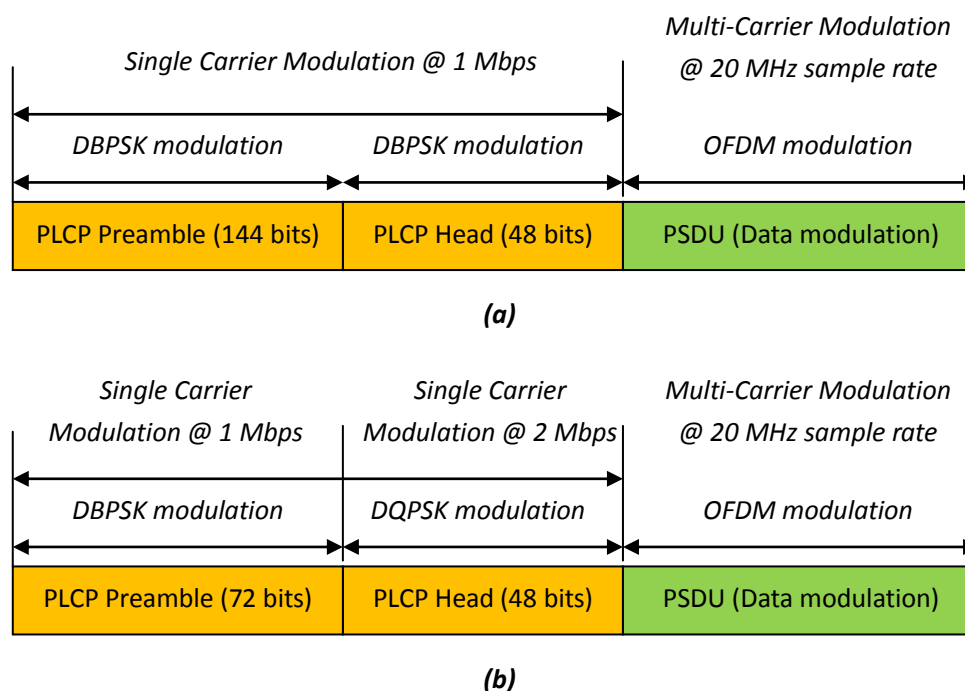 Single Carrier Modulation @ 1 Mbps
Multi-Carrier Modulation
@ 20 MHz sample rate
DBPSK modulation
DBPSK modulation
OFDM modulation
PLCP Preamble (144 bits)
PLCP Head (48 bits)
PSDU (Data modulation)
(a)
Single Carrier
Modulation @ 1 Mbps
Single Carrier
Modulation @ 2 Mbps
Multi-Carrier Modulation
@ 20 MHz sample rate
DBPSK modulation
DQPSK modulation
OFDM modulation
PLCP Preamble (72 bits)
PLCP Head (48 bits)
PSDU (Data modulation)
(b)